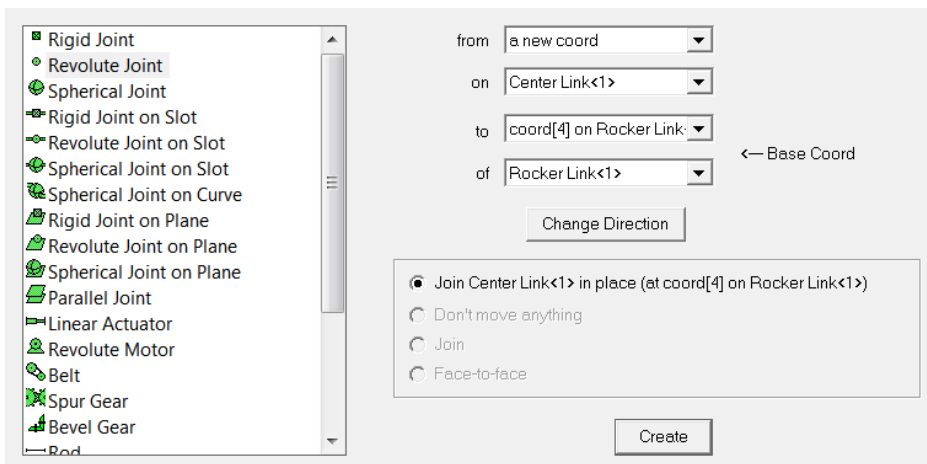 Rigid Joint
Revolute Joint
Spherical Joint
Rigid Joint on Slot
Revolute Joint on Slot
Spherical Joint on Slot
Spherical Joint on Curve
Rigid Joint on Plane
Revolute Joint on Plane
Spherical Joint on Plane
Parallel Joint
Linear Actuator
Revolute Motor
Belt
Spur Gear
Bevel Gear
Rod
from a new coord
on Center Link<1>
to coord[4] on Rocker Link
<— Base Coord
of Rocker Link<1>
Change Direction
Join Center Link<1> in place (at coord[4] on Rocker Link<1>)
Don't move anything
Join
Face-to-face
Create